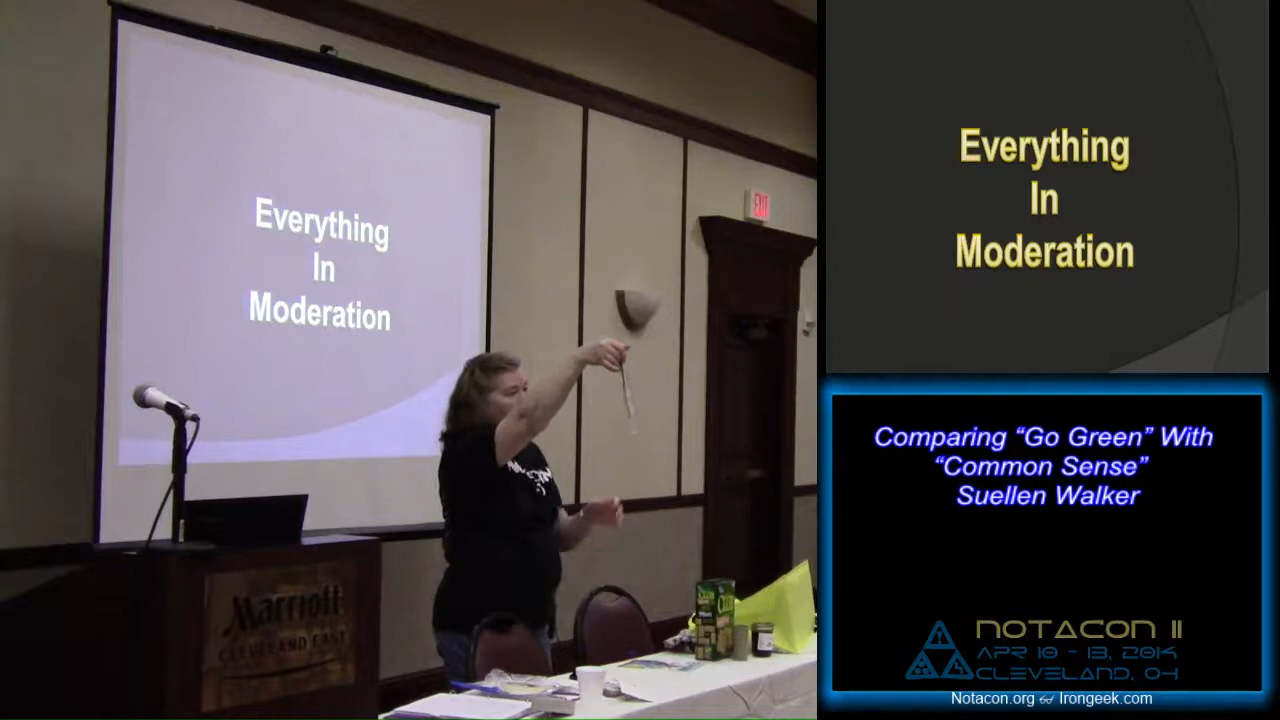 Everything
In
Moderation
EXIT
Marriott
CLEVELAND EAST
Everything
In
Moderation
Comparing “Go Green” With
“Common Sense”
Suellen Walker
NOTACON 11
APR 10 - 13, 2014
CLEVELAND, OH
Notacon.org Irongeek.com